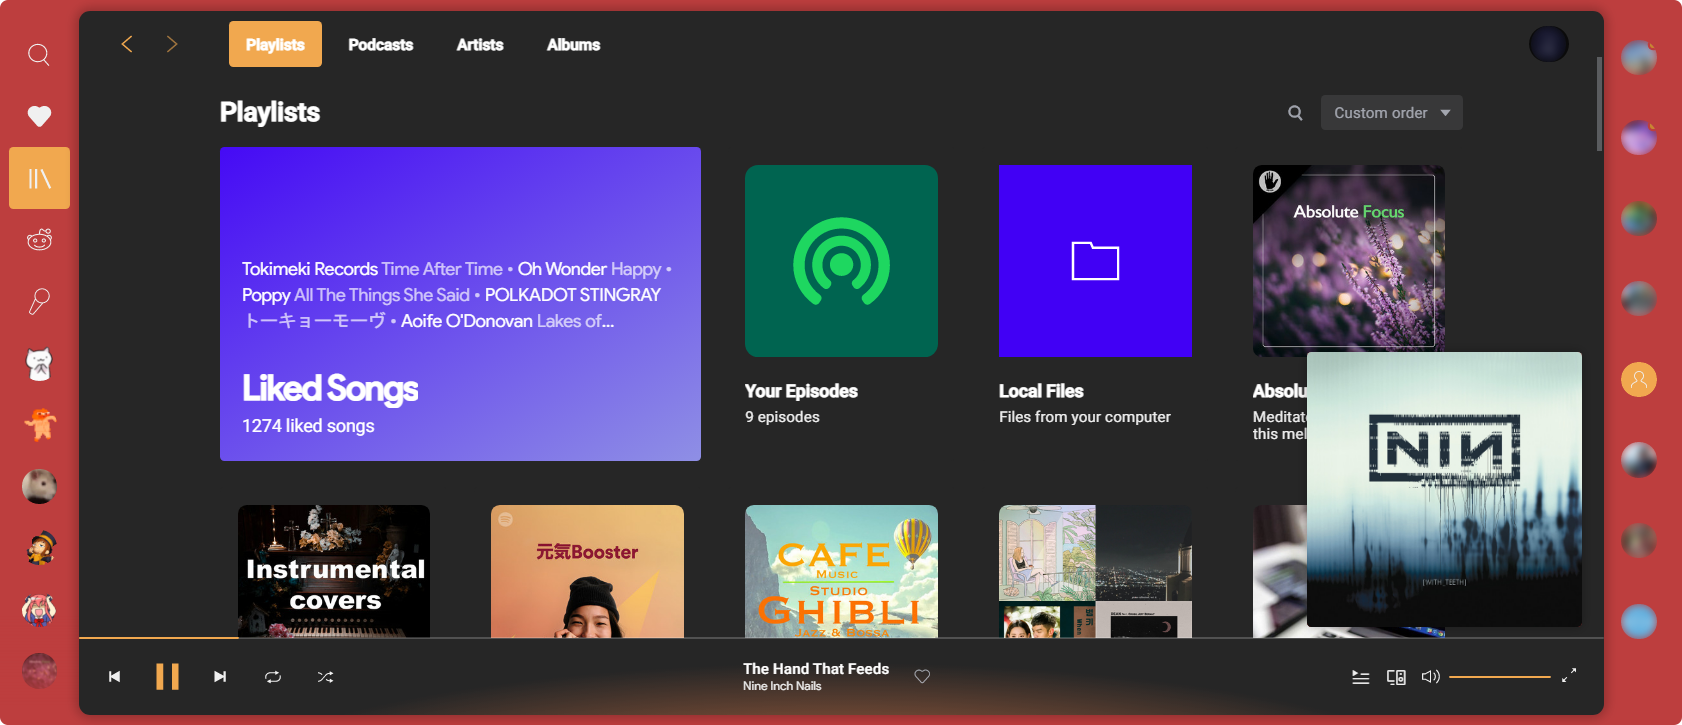 Playlists
Podcasts
Artists
Albums
Playlists
Custom order
Tokimeki Records Time After Time • Oh Wonder Happy •
Poppy All The Things She Said • POLKADOT STINGRAY
トーキョーモーヴ • Aoife O'Donovan Lakes of...
Liked Songs
1274 liked songs
Your Episodes
9 episodes
Local Files
Files from your computer
Absolute Focus
Absolu
Meditat
this mel
NIN
[WITH_TEETH]
Instrumental
covers
元気Booster
CAFE
MUSIC
STUDIO
GHIBLI
JAZZ & BOSSA
The Hand That Feeds
Nine Inch Nails